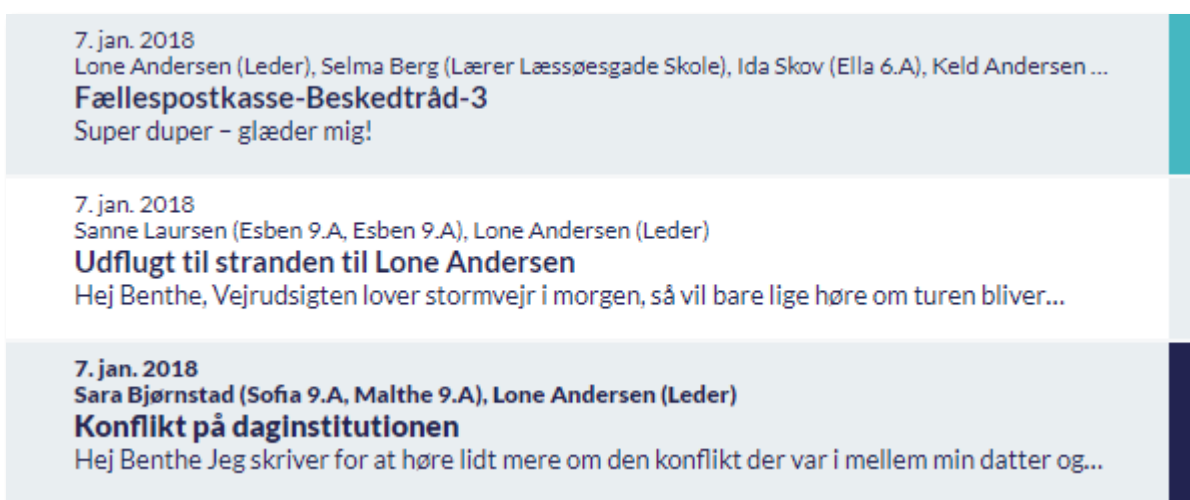 7. jan. 2018
Lone Andersen (Leder), Selma Berg (Lærer Læssøesgade Skole), Ida Skov (Ella 6.A), Keld Andersen ...
Fællespostkasse-Beskedtråd-3
Super duper – glæder mig!
7. jan. 2018
Sanne Laursen (Esben 9.A, Esben 9.A), Lone Andersen (Leder)
Udflugt til stranden til Lone Andersen
Hej Benthe, Vejrudsigten lover stormvejr i morgen, så vil bare lige høre om turen bliver...
7. jan. 2018
Sara Bjørnstad (Sofia 9.A, Malthe 9.A), Lone Andersen (Leder)
Konflikt på daginstitutionen
Hej Benthe Jeg skriver for at høre lidt mere om den konflikt der var i mellem min datter og...